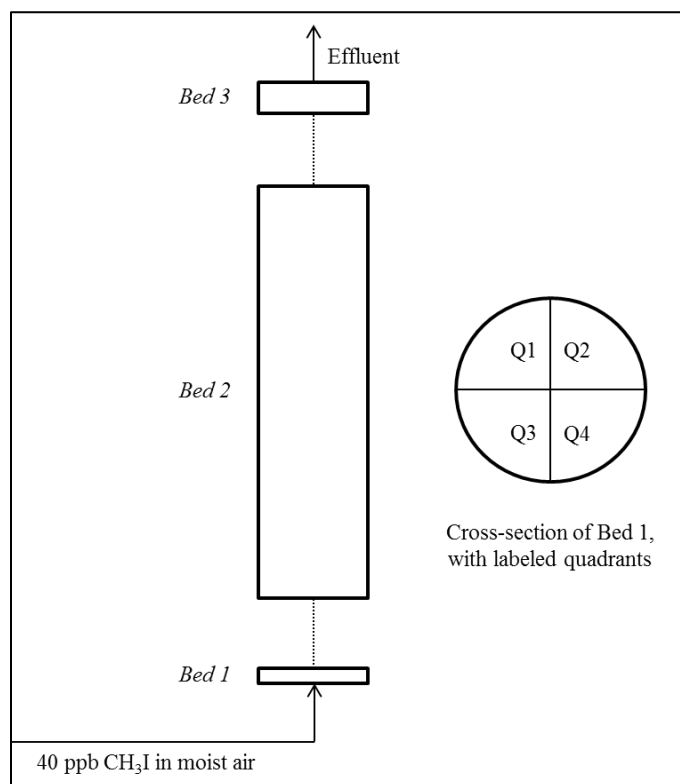 Effluent
Bed 3
Bed 2
Q1 Q2
Q3 Q4
Cross-section of Bed 1,
with labeled quadrants
Bed 1
40 ppb CH₃I in moist air